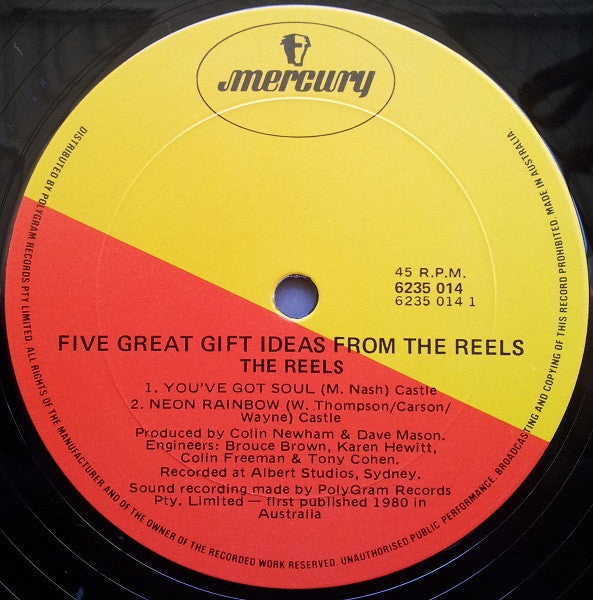 mercury
45 R.P.M.
6235 014
6235 014 1
FIVE GREAT GIFT IDEAS FROM THE REELS
THE REELS
1. YOU'VE GOT SOUL (M. Nash) Castle
2. NEON RAINBOW (W. Thompson/Carson/
Wayne) Castle
Produced by Colin Newham & Dave Mason.
Engineers: Brouce Brown, Karen Hewitt,
Colin Freeman & Tony Cohen.
Recorded at Albert Studios, Sydney.
Sound recording made by PolyGram Records
Pty. Limited — first published 1980 in
Australia
DISTRIBUTED BY POLYGRAM RECORDS PTY LIMITED. ALL RIGHTS OF THE MANUFACTURER AND OF THE OWNER OF THE RECORDED WORK RESERVED. UNAUTHORISED PUBLIC PERFORMANCE, BROADCASTING AND COPYING OF THIS RECORD PROHIBITED. MADE IN AUSTRALIA.